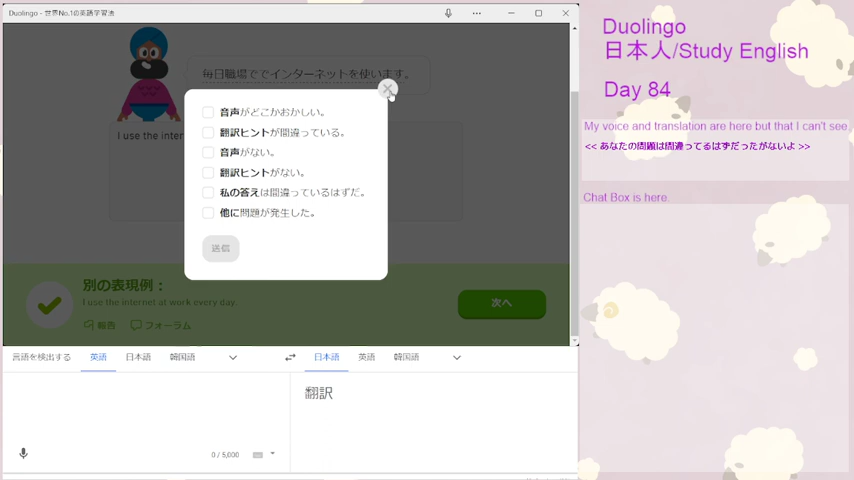 Duolingo - 世界No.1の英語学習法
毎日職場ででインターネットを使います。
I use the inter
音声がどこかおかしい。
翻訳ヒントが間違っている。
音声がない。
翻訳ヒントがない。
私の答えは間違っているはずだ。
他に問題が発生した。
送信
別の表現例：
I use the internet at work every day.
報告
フォーラム
次へ
言語を検出する 英語 日本語 韓国語
日本語 英語 韓国語
翻訳
0 / 5,000
Duolingo
日本人/Study English
Day 84
My voice and translation are here but that I can't see
<< あなたの問題は間違ってるはずだったがないよ >>
Chat Box is here.